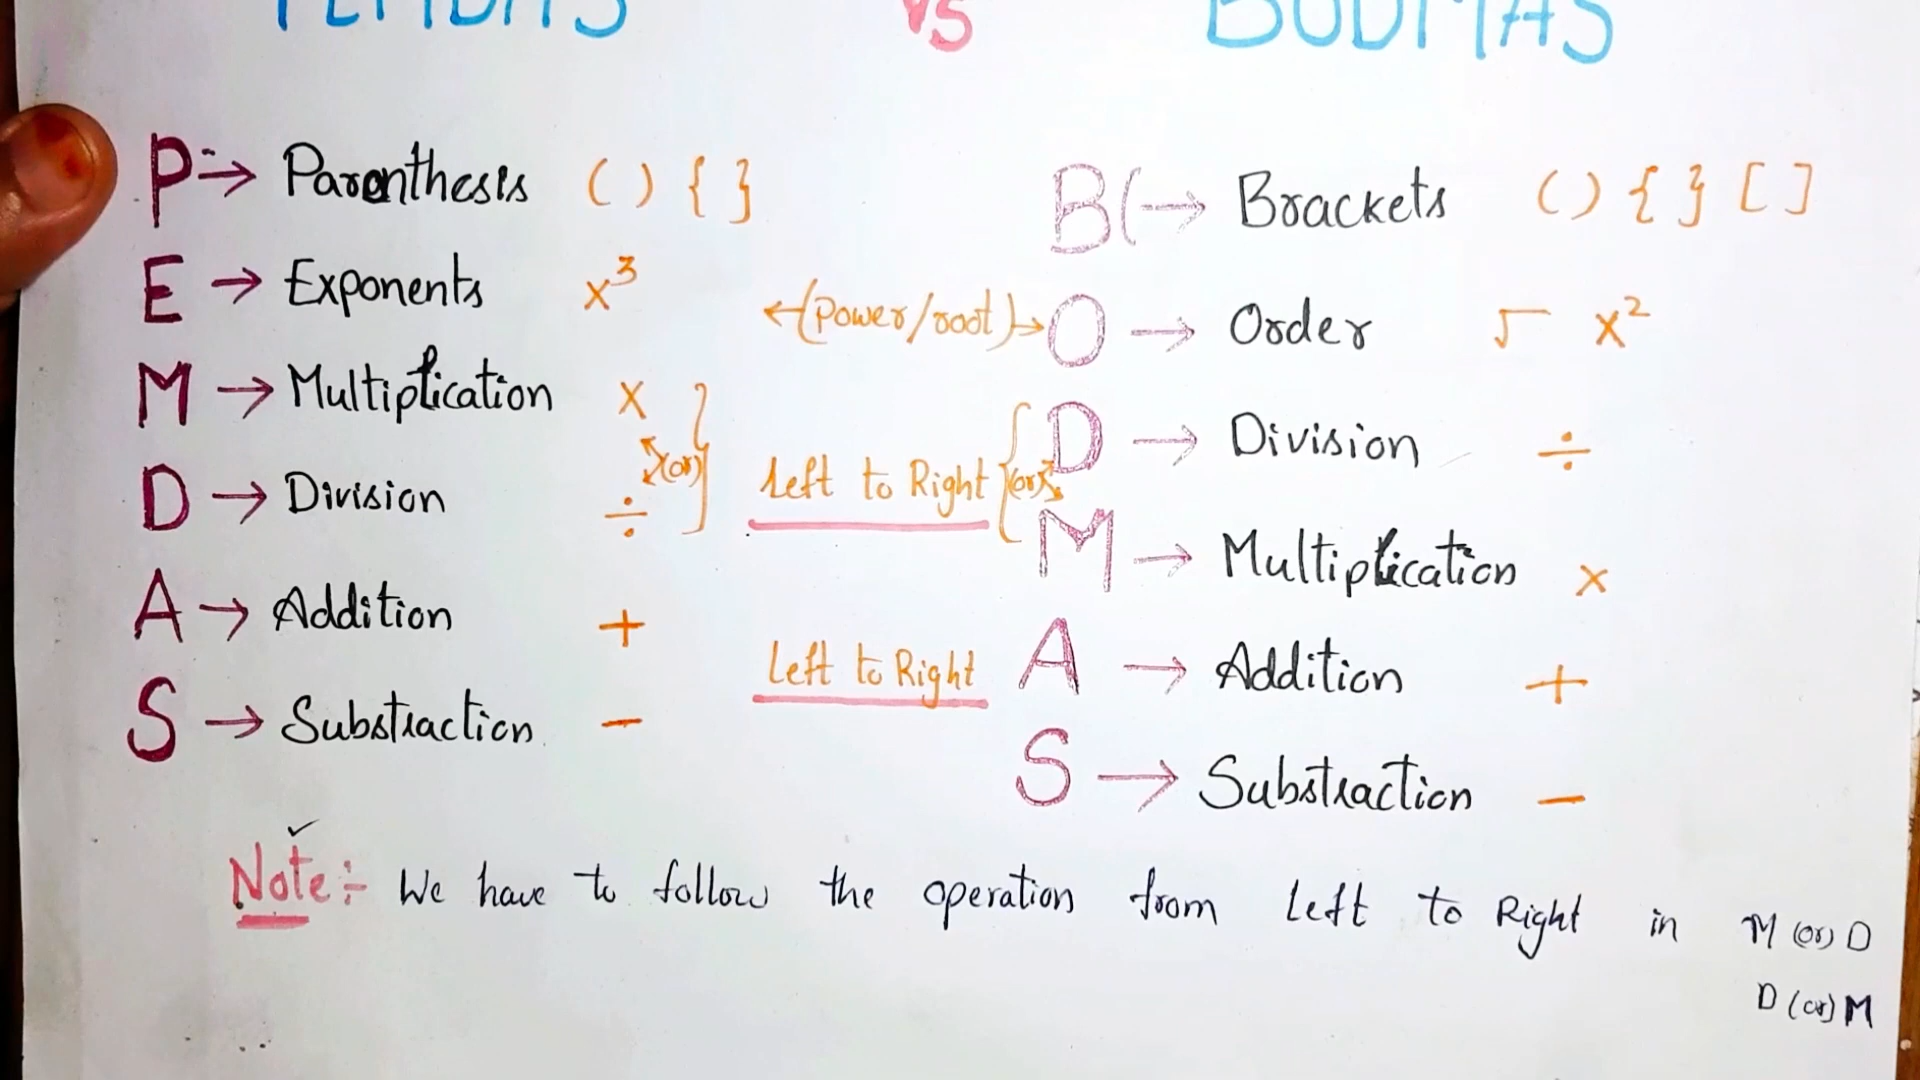 PEMDAS vs BODMAS
P → Parenthesis ( ) { }
E → Exponents x³
M → Multiplication ×
(or)
D → Division ÷
A → Addition +
S → Substraction −
←(Power/root)→
Left to Right
Left to Right
B → Brackets ( ) { } [ ]
O → Order √ x²
D → Division ÷
(or)
M → Multiplication ×
A → Addition +
S → Substraction −
Note:- We have to follow the operation from Left to Right in M (or) D
D (or) M